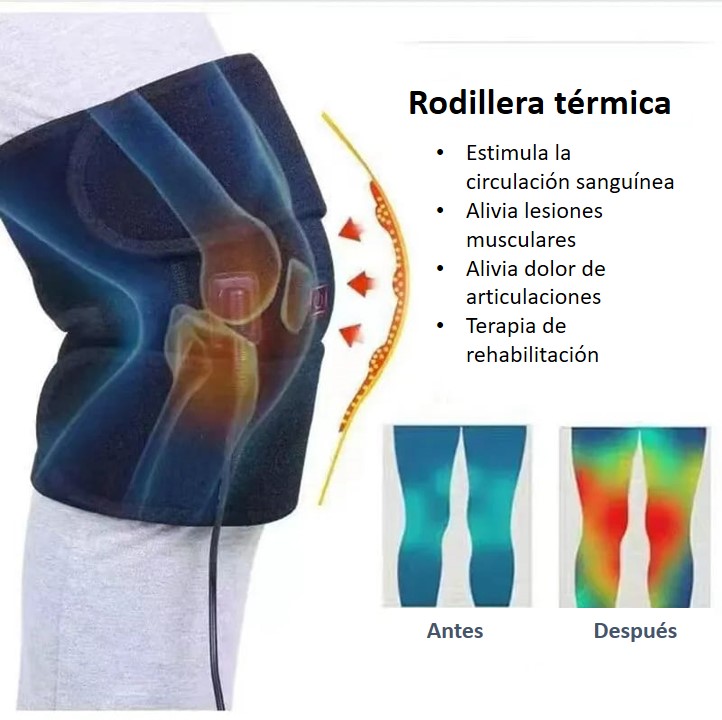 Rodillera térmica
• Estimula la
circulación sanguínea
• Alivia lesiones
musculares
• Alivia dolor de
articulaciones
• Terapia de
rehabilitación
Antes
Después